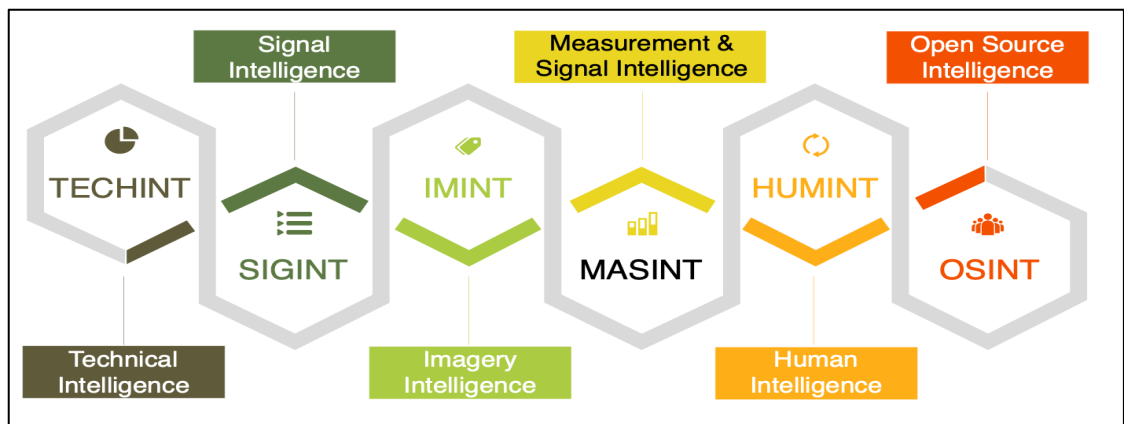 Signal
Intelligence
Measurement &
Signal Intelligence
Open Source
Intelligence
TECHINT
IMINT
HUMINT
SIGINT
MASINT
OSINT
Technical
Intelligence
Imagery
Intelligence
Human
Intelligence